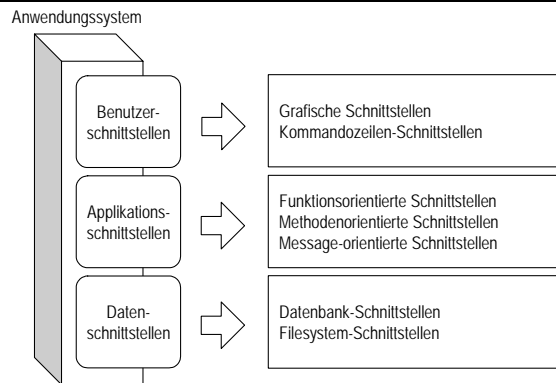 Anwendungssystem
Benutzer-
schnittstellen
Grafische Schnittstellen
Kommandozeilen-Schnittstellen
Applikations-
schnittstellen
Funktionsorientierte Schnittstellen
Methodenorientierte Schnittstellen
Message-orientierte Schnittstellen
Daten-
schnittstellen
Datenbank-Schnittstellen
Filesystem-Schnittstellen